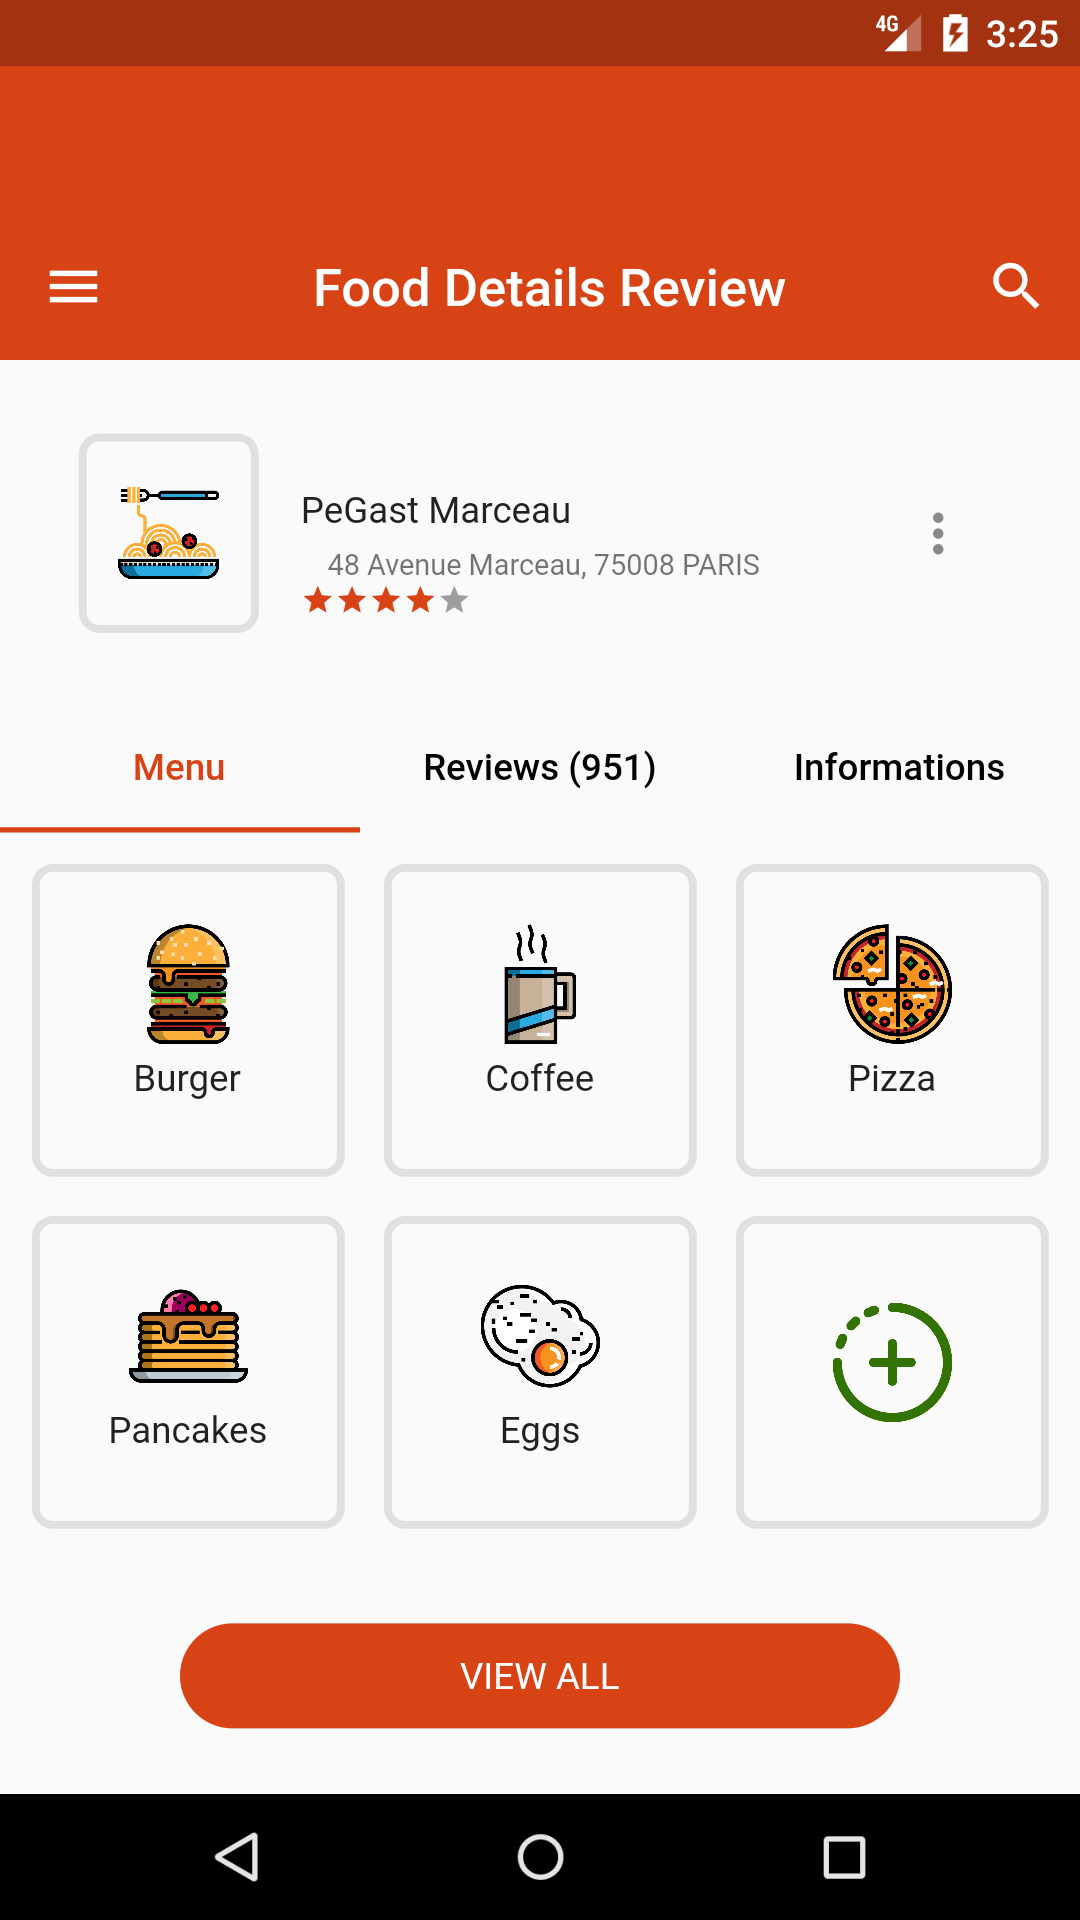 4G 3:25
Food Details Review
PeGast Marceau
48 Avenue Marceau, 75008 PARIS
Menu Reviews (951) Informations
Burger Coffee Pizza
Pancakes Eggs
VIEW ALL